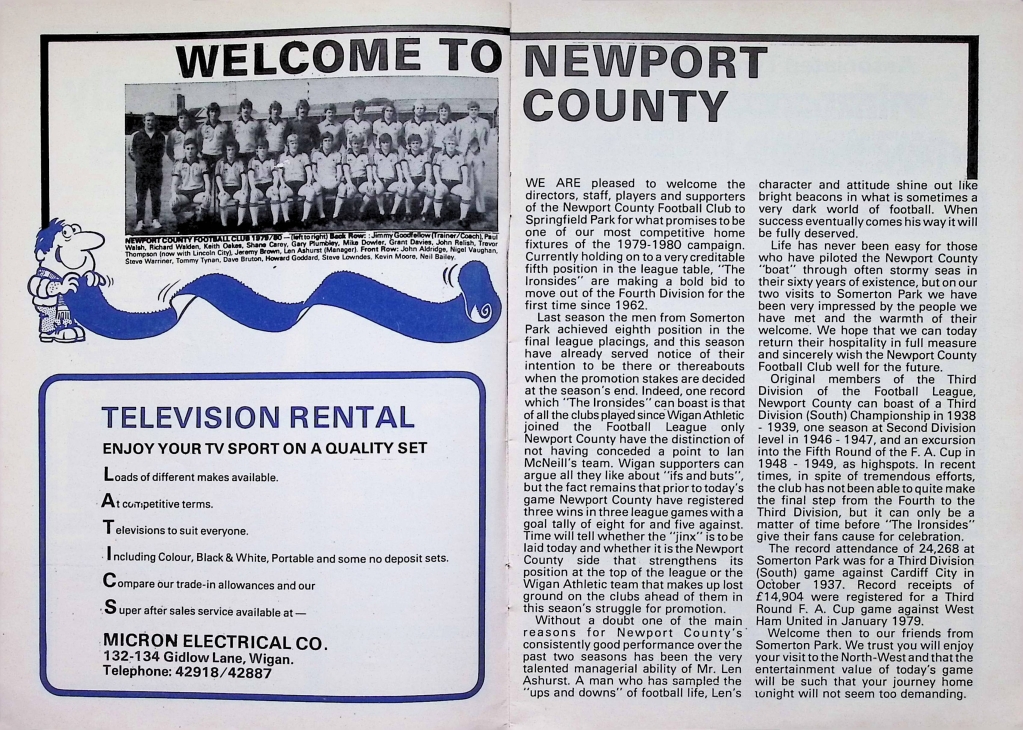 WELCOME TO NEWPORT
COUNTY
NEWPORT COUNTY FOOTBALL CLUB 1979/80 — (left to right) Back Row: : Jimmy Goodfellow (Trainer/Coach), Paul
Walsh, Richard Walden, Keith Oakes, Shane Carey, Gary Plumbley, Mike Dowler, Grant Davies, John Relish, Trevor
Thompson (now with Lincoln City), Jeremy Brown, Len Ashurst (Manager). Front Row: John Aldridge, Nigel Vaughan,
Steve Warriner, Tommy Tynan, Dave Bruton, Howard Goddard, Steve Lowndes, Kevin Moore, Neil Bailey.
TELEVISION RENTAL
ENJOY YOUR TV SPORT ON A QUALITY SET
Loads of different makes available.
At competitive terms.
Televisions to suit everyone.
Including Colour, Black & White, Portable and some no deposit sets.
Compare our trade-in allowances and our
Super after sales service available at —
MICRON ELECTRICAL CO.
132-134 Gidlow Lane, Wigan.
Telephone: 42918/42887
WE ARE pleased to welcome the
directors, staff, players and supporters
of the Newport County Football Club to
Springfield Park for what promises to be
one of our most competitive home
fixtures of the 1979-1980 campaign.
Currently holding on to a very creditable
fifth position in the league table, "The
Ironsides" are making a bold bid to
move out of the Fourth Division for the
first time since 1962.
Last season the men from Somerton
Park achieved eighth position in the
final league placings, and this season
have already served notice of their
intention to be there or thereabouts
when the promotion stakes are decided
at the season's end. Indeed, one record
which "The Ironsides" can boast is that
of all the clubs played since Wigan Athletic
joined the Football League only
Newport County have the distinction of
not having conceded a point to Ian
McNeill's team. Wigan supporters can
argue all they like about "ifs and buts",
but the fact remains that prior to today's
game Newport County have registered
three wins in three league games with a
goal tally of eight for and five against.
Time will tell whether the "jinx" is to be
laid today and whether it is the Newport
County side that strengthens its
position at the top of the league or the
Wigan Athletic team that makes up lost
ground on the clubs ahead of them in
this seaon's struggle for promotion.
Without a doubt one of the main
reasons for Newport County's
consistently good performance over the
past two seasons has been the very
talented managerial ability of Mr. Len
Ashurst. A man who has sampled the
"ups and downs" of football life, Len's
character and attitude shine out like
bright beacons in what is sometimes a
very dark world of football. When
success eventually comes his way it will
be fully deserved.
Life has never been easy for those
who have piloted the Newport County
"boat" through often stormy seas in
their sixty years of existence, but on our
two visits to Somerton Park we have
been very impressed by the people we
have met and the warmth of their
welcome. We hope that we can today
return their hospitality in full measure
and sincerely wish the Newport County
Football Club well for the future.
Original members of the Third
Division of the Football League,
Newport County can boast of a Third
Division (South) Championship in 1938
- 1939, one season at Second Division
level in 1946 - 1947, and an excursion
into the Fifth Round of the F. A. Cup in
1948 - 1949, as highspots. In recent
times, in spite of tremendous efforts,
the club has not been able to quite make
the final step from the Fourth to the
Third Division, but it can only be a
matter of time before "The Ironsides"
give their fans cause for celebration.
The record attendance of 24,268 at
Somerton Park was for a Third Division
(South) game against Cardiff City in
October 1937. Record receipts of
£14,904 were registered for a Third
Round F. A. Cup game against West
Ham United in January 1979.
Welcome then to our friends from
Somerton Park. We trust you will enjoy
your visit to the North-West and that the
entertainment value of today's game
will be such that your journey home
tonight will not seem too demanding.